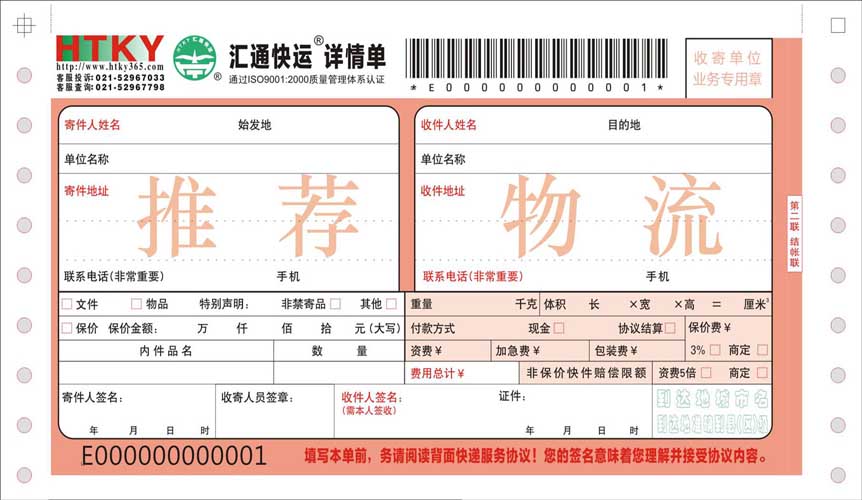 HTKY
http://www.htky365.com
客服投诉:021-52967033
客服查询:021-52967798
汇通快运®详情单
通过ISO9001:2000质量管理体系认证
*E000000000001*
收寄单位
业务专用章
寄件人姓名 始发地
收件人姓名 目的地
单位名称
单位名称
寄件地址
收件地址
推荐物流
联系电话(非常重要) 手机
联系电话(非常重要) 手机
第二联 结帐联
□文件 □物品 特别声明: 非禁寄品□ 其他□
重量 千克 体积 长 ×宽 ×高 = 厘米³
□保价 保价金额: 万 仟 佰 拾 元(大写)
付款方式 现金□ 协议结算□ 保价费¥
内件品名 数量
资费¥ 加急费¥ 包装费¥ 3%□ 商定□
费用总计¥ 非保价快件赔偿限额 资费5倍□ 商定□
寄件人签名: 收寄人员签章: 收件人签名: 证件:
(需本人签收)
到达地城市名
年 月 日 时 年 月 日 时 年 月 日 时
E000000000001 填写本单前，务请阅读背面快递服务协议！您的签名意味着您理解并接受协议内容。